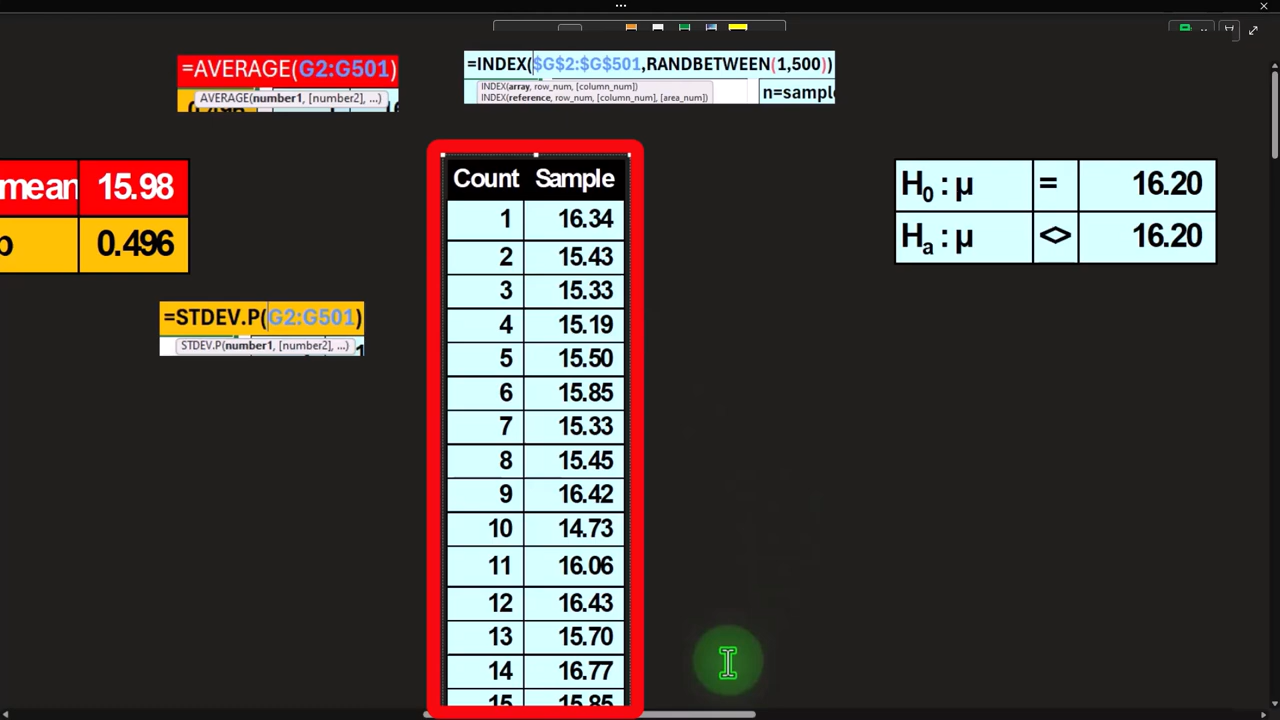 =AVERAGE(G2:G501)
AVERAGE(number1, [number2], ...)
=INDEX($G$2:$G$501,RANDBETWEEN(1,500))
INDEX(array, row_num, [column_num])
INDEX(reference, row_num, [column_num], [area_num])
n=sampl
mean 15.98
0.496
=STDEV.P(G2:G501)
STDEV.P(number1, [number2], ...)
Count Sample
1 16.34
2 15.43
3 15.33
4 15.19
5 15.50
6 15.85
7 15.33
8 15.45
9 16.42
10 14.73
11 16.06
12 16.43
13 15.70
14 16.77
15 15.85
H₀ : μ = 16.20
Hₐ : μ <> 16.20